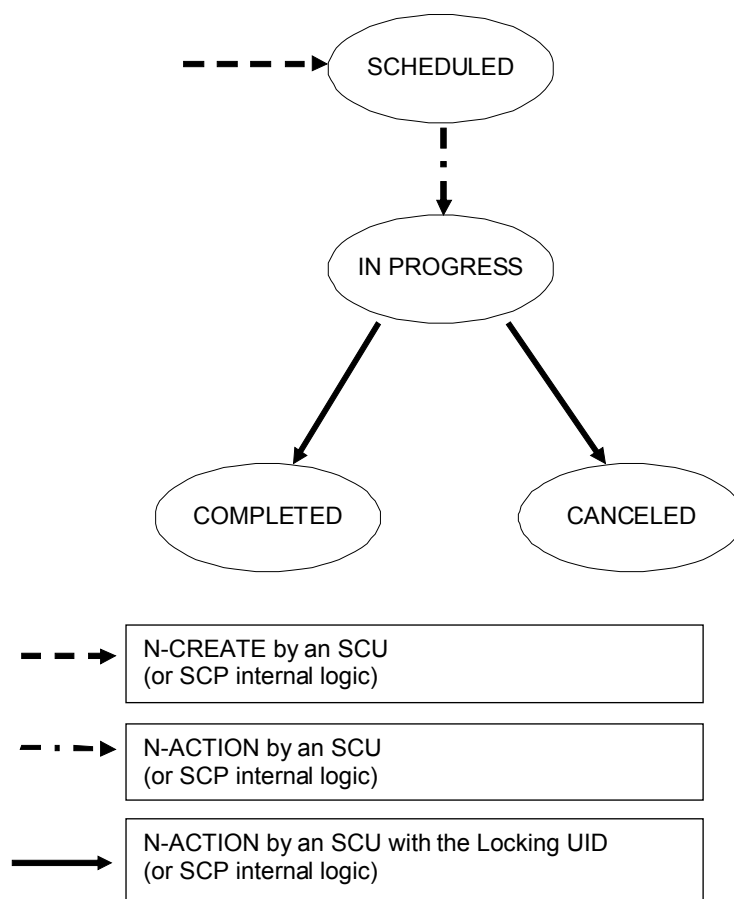 SCHEDULED
IN PROGRESS
COMPLETED
CANCELED
N-CREATE by an SCU
(or SCP internal logic)
N-ACTION by an SCU
(or SCP internal logic)
N-ACTION by an SCU with the Locking UID
(or SCP internal logic)